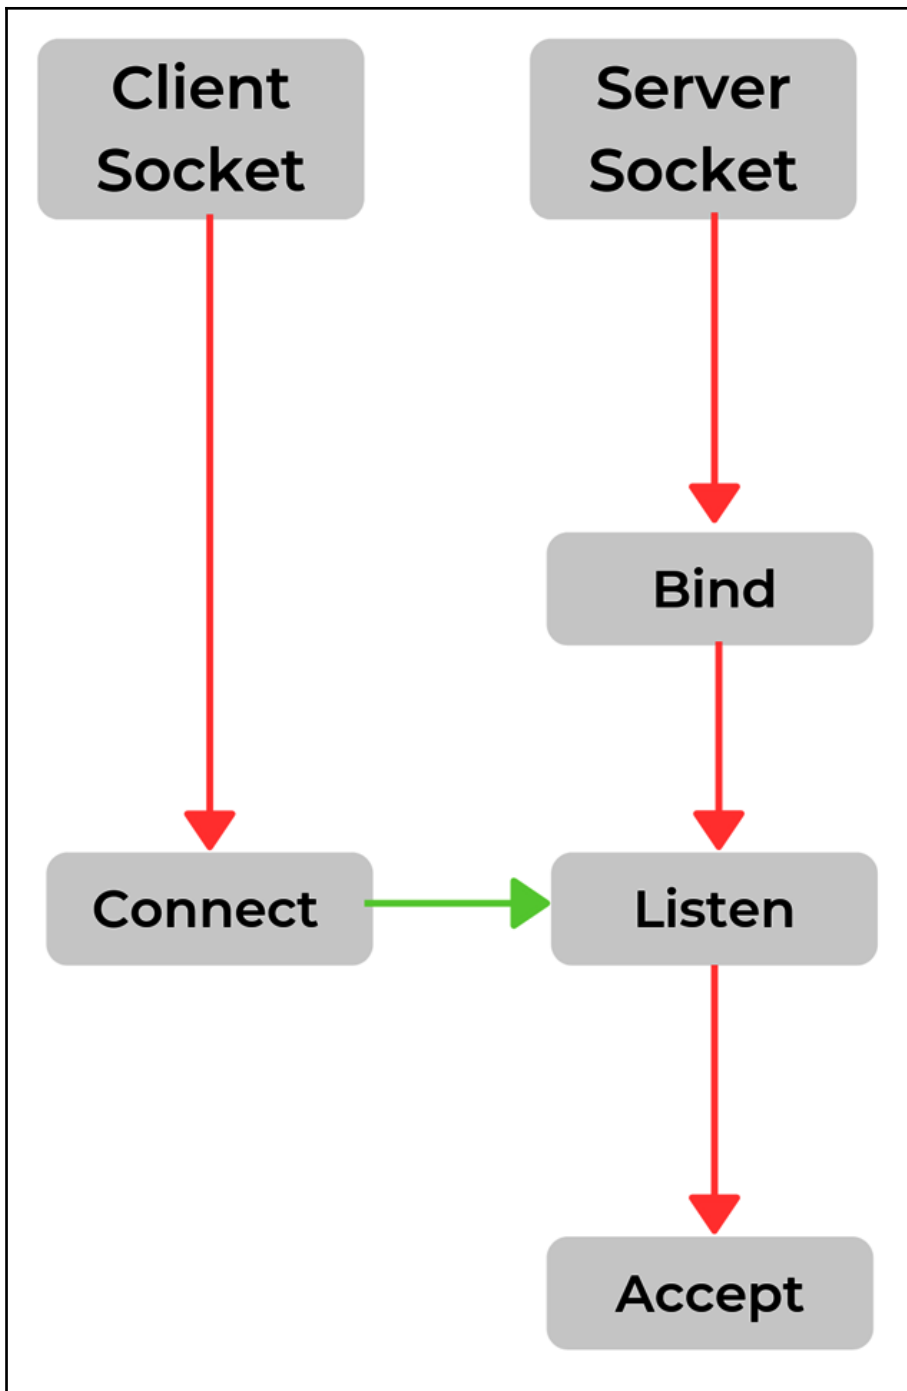 Client
Socket
Server
Socket
Bind
Connect
Listen
Accept